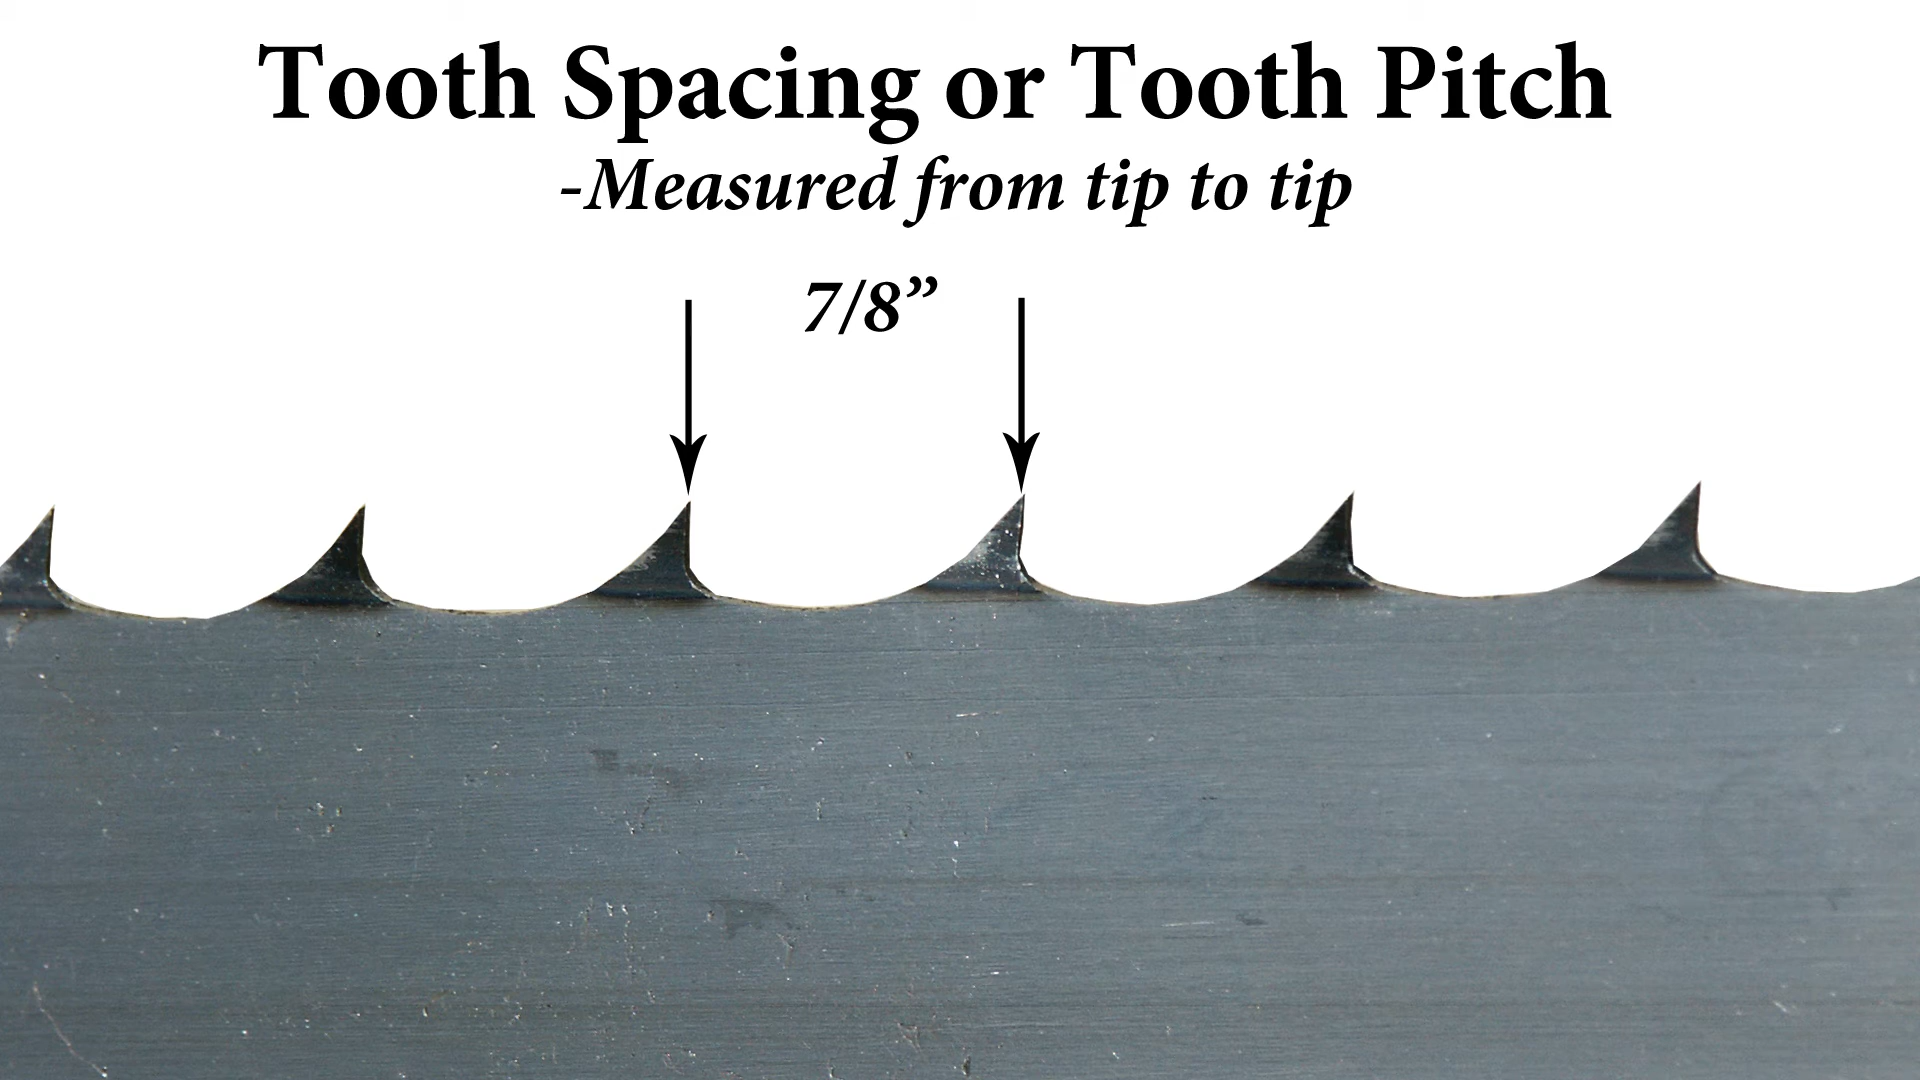 Tooth Spacing or Tooth Pitch
-Measured from tip to tip
7/8”